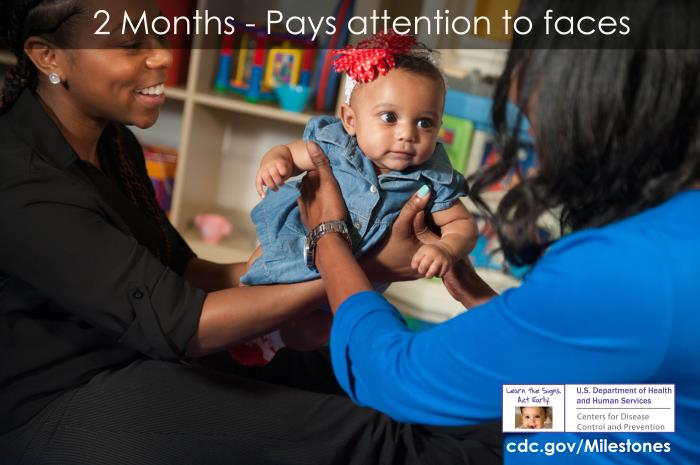 2 Months - Pays attention to faces
Learn the Signs.
Act Early.
U.S. Department of Health
and Human Services
Centers for Disease
Control and Prevention
cdc.gov/Milestones